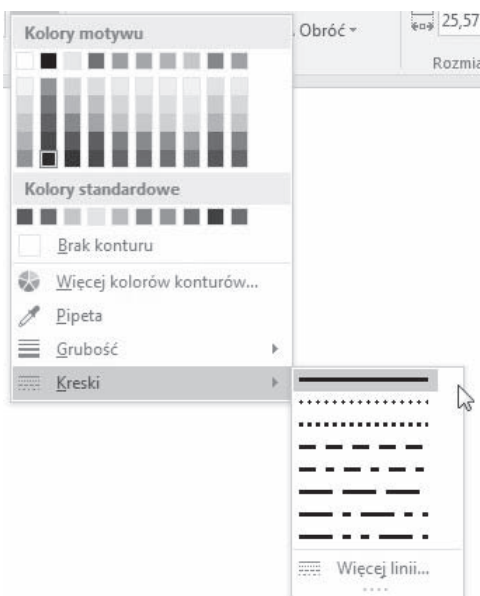 Kolory motywu
Obróć
25,57
Rozmia
Kolory standardowe
Brak konturu
Więcej kolorów konturów...
Pipeta
Grubość
Kreski
Więcej linii...